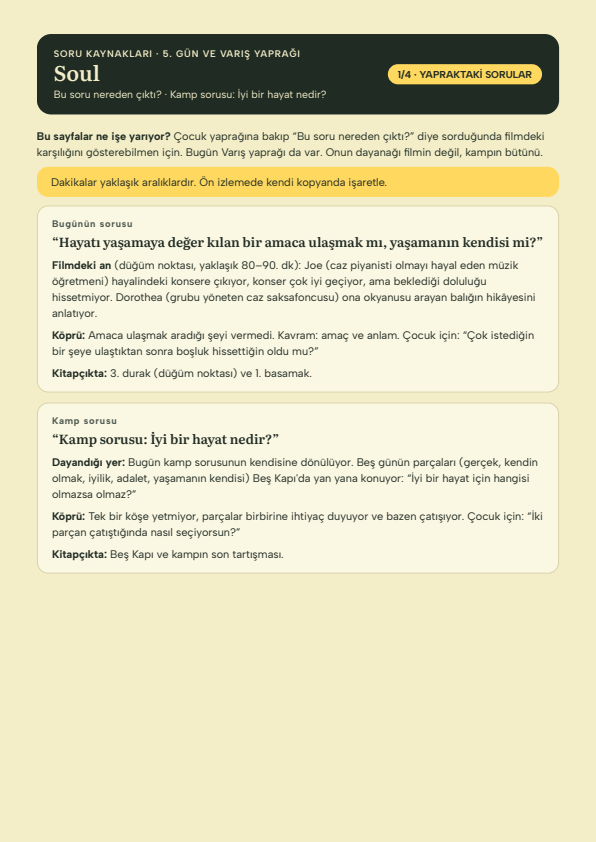 SORU KAYNAKLARI · 5. GÜN VE VARIŞ YAPRAĞI
Soul
Bu soru nereden çıktı? · Kamp sorusu: İyi bir hayat nedir?
1/4 · YAPRAKTAKİ SORULAR
Bu sayfalar ne işe yarıyor? Çocuk yaprağına bakıp “Bu soru nereden çıktı?” diye sorduğunda filmdeki
karşılığını gösterebilmen için. Bugün Varış yaprağı da var. Onun dayanağı filmin değil, kampın bütünü.
Dakikalar yaklaşık aralıklardır. Ön izlemede kendi kopyanda işaretle.
Bugünün sorusu
“Hayatı yaşamaya değer kılan bir amaca ulaşmak mı, yaşamanın kendisi mi?”
Filmdeki an (düğüm noktası, yaklaşık 80–90. dk): Joe (caz piyanisti olmayı hayal eden müzik
öğretmeni) hayalindeki konsere çıkıyor, konser çok iyi geçiyor, ama beklediği doluluğu
hissetmiyor. Dorothea (grubu yöneten caz saksafoncusu) ona okyanusu arayan balığın hikâyesini
anlatıyor.
Köprü: Amaca ulaşmak aradığı şeyi vermedi. Kavram: amaç ve anlam. Çocuk için: “Çok istediğin
bir şeye ulaştıktan sonra boşluk hissettiğin oldu mu?”
Kitapçıkta: 3. durak (düğüm noktası) ve 1. basamak.
Kamp sorusu
“Kamp sorusu: İyi bir hayat nedir?”
Dayandığı yer: Bugün kamp sorusunun kendisine dönülüyor. Beş günün parçaları (gerçek, kendin
olmak, iyilik, adalet, yaşamanın kendisi) Beş Kapı'da yan yana konuyor: “İyi bir hayat için hangisi
olmazsa olmaz?”
Köprü: Tek bir köşe yetmiyor, parçalar birbirine ihtiyaç duyuyor ve bazen çatışıyor. Çocuk için: “İki
parçan çatıştığında nasıl seçiyorsun?”
Kitapçıkta: Beş Kapı ve kampın son tartışması.